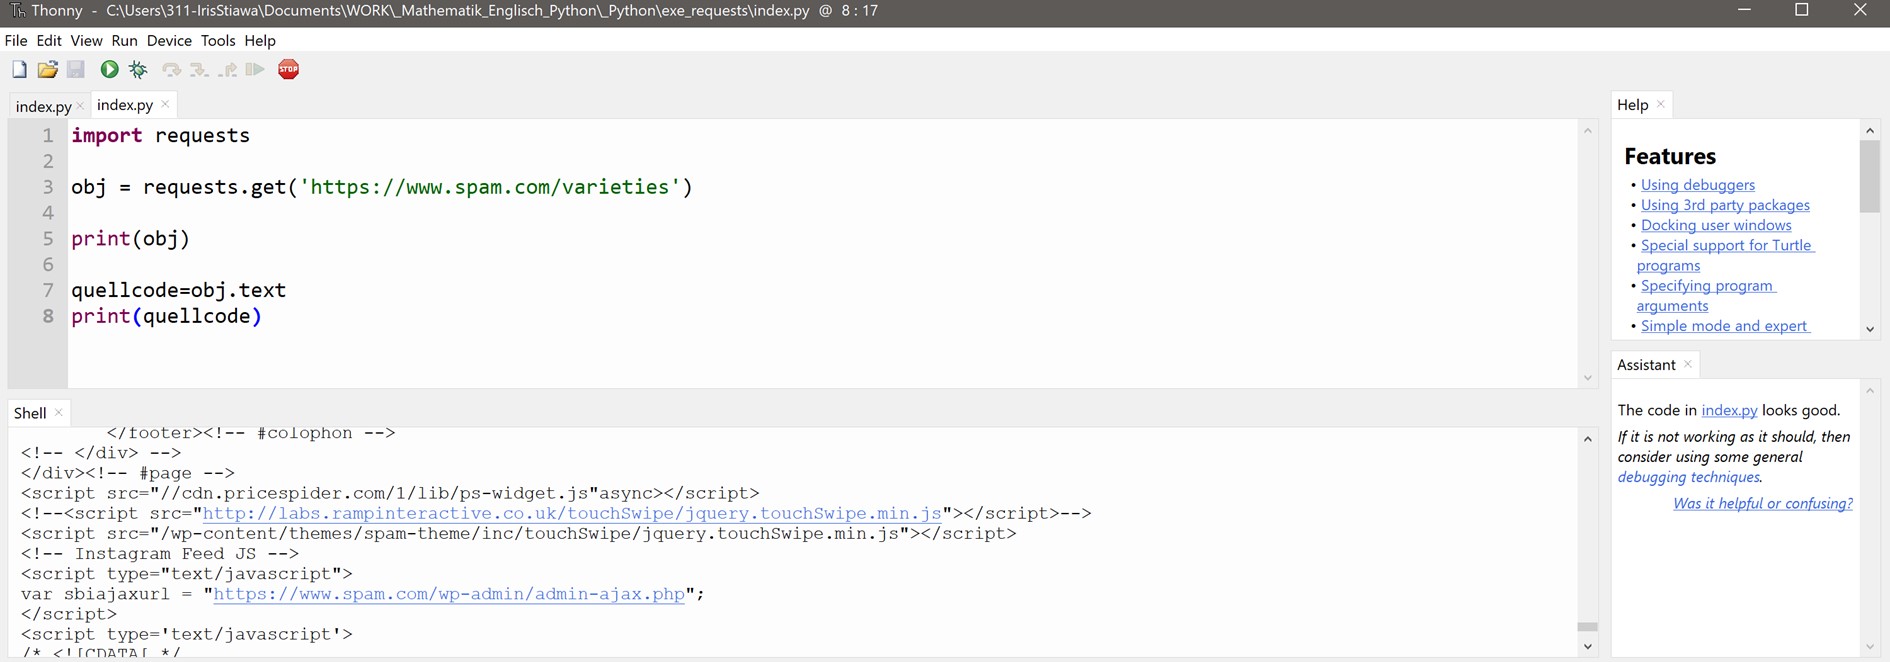 Thonny - C:\Users\311-IrisStiawa\Documents\WORK\_Mathematik_Englisch_Python\_Python\exe_requests\index.py @ 8 : 17
File Edit View Run Device Tools Help
STOP
index.py index.py
1 import requests
2
3 obj = requests.get('https://www.spam.com/varieties')
4
5 print(obj)
6
7 quellcode=obj.text
8 print(quellcode)
Shell
</footer><!-- #colophon -->
<!-- </div> -->
</div><!-- #page -->
<script src="//cdn.pricespider.com/1/lib/ps-widget.js"async></script>
<!--<script src="http://labs.rampinteractive.co.uk/touchSwipe/jquery.touchSwipe.min.js"></script>-->
<script src="/wp-content/themes/spam-theme/inc/touchSwipe/jquery.touchSwipe.min.js"></script>
<!-- Instagram Feed JS -->
<script type="text/javascript">
var sbiajaxurl = "https://www.spam.com/wp-admin/admin-ajax.php";
</script>
<script type='text/javascript'>
/* <![CDATA[ */
Help
Features
• Using debuggers
• Using 3rd party packages
• Docking user windows
• Special support for Turtle
programs
• Specifying program
arguments
• Simple mode and expert
Assistant
The code in index.py looks good.
If it is not working as it should, then
consider using some general
debugging techniques.
Was it helpful or confusing?